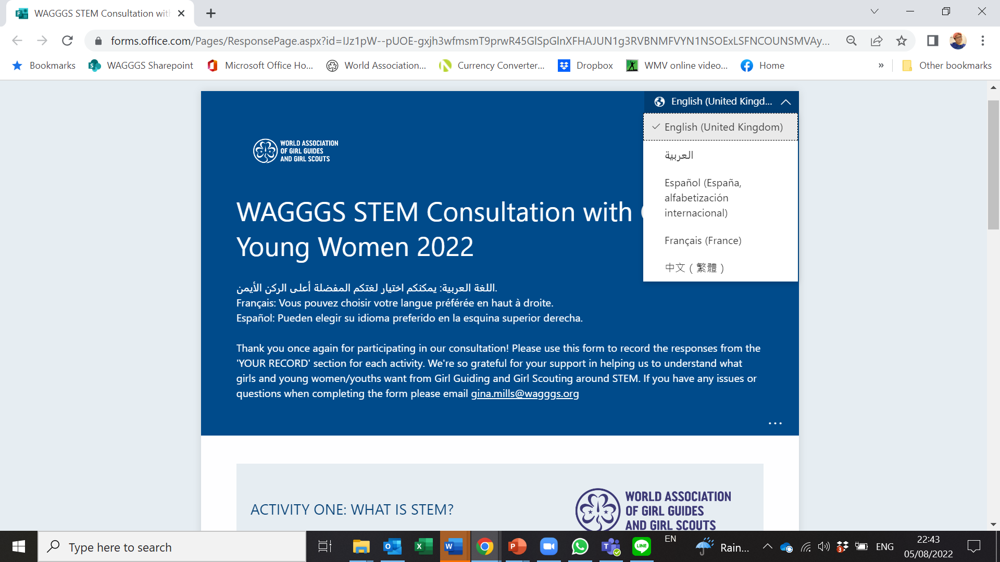 WAGGGS STEM Consultation wit
forms.office.com/Pages/ResponsePage.aspx?id=IJz1pW--pUOE-gxjh3wfmsmT9prwR45GlSpGlnXFHAJUN1g3RVBNMFVYN1NSOExLSFNCOUNSMVAy...
Bookmarks
WAGGGS Sharepoint
Microsoft Office Ho...
World Association...
Currency Converter...
Dropbox
WMV online video...
Home
»
Other bookmarks
English (United Kingd...
English (United Kingdom)
العربية
Español (España,
alfabetización
internacional)
Français (France)
中文（繁體）
WORLD ASSOCIATION
OF GIRL GUIDES
AND GIRL SCOUTS
WAGGGS STEM Consultation with
Young Women 2022
اللغة العربية: يمكنكم اختيار لغتكم المفضلة أعلى الركن الأيمن.
Français: Vous pouvez choisir votre langue préférée en haut à droite.
Español: Pueden elegir su idioma preferido en la esquina superior derecha.
Thank you once again for participating in our consultation! Please use this form to record the responses from the
'YOUR RECORD' section for each activity. We're so grateful for your support in helping us to understand what
girls and young women/youths want from Girl Guiding and Girl Scouting around STEM. If you have any issues or
questions when completing the form please email gina.mills@wagggs.org
...
ACTIVITY ONE: WHAT IS STEM?
WORLD ASSOCIATION
OF GIRL GUIDES
AND GIRL SCOUTS
Type here to search
EN
Rain...
ENG
22:43
05/08/2022